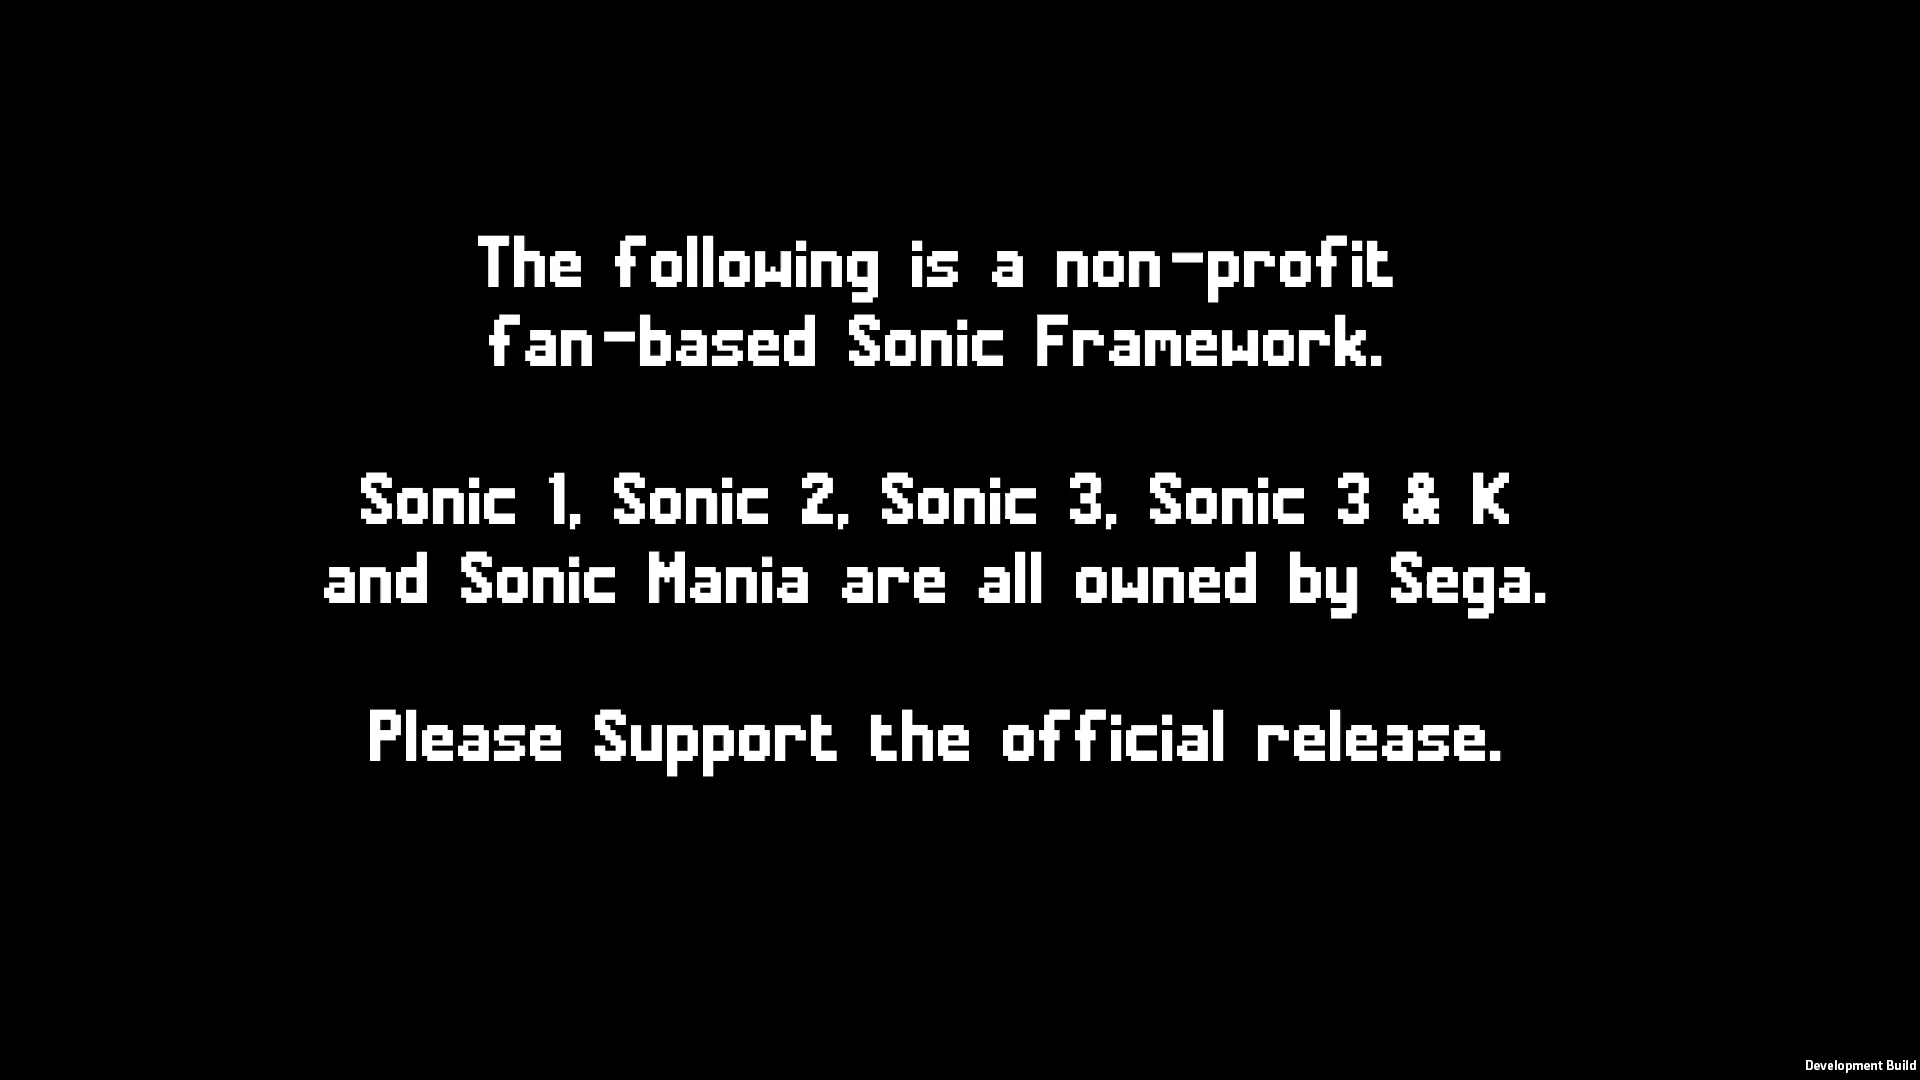 The following is a non-profit
fan-based Sonic Framework.
Sonic 1, Sonic 2, Sonic 3, Sonic 3 & K
and Sonic Mania are all owned by Sega.
Please Support the official release.
Development Build